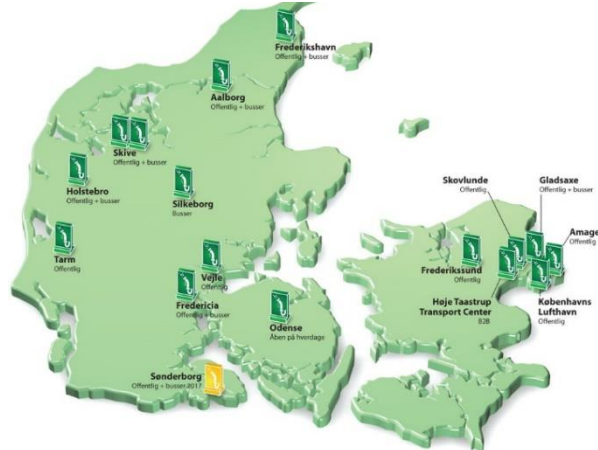 Frederikshavn
Offentlig + busser
Aalborg
Offentlig + busser
Skive
Offentlig + busser
Holstebro
Offentlig + busser
Silkeborg
Busser
Tarm
Offentlig
Vejle
Offentlig
Fredericia
Offentlig + busser
Odense
Åben på hverdage
Sønderborg
Offentlig + busser 2017
Skovlunde
Offentlig
Gladsaxe
Offentlig + busser
Amage
Offentlig
Frederikssund
Offentlig
Høje Taastrup
Transport Center
B2B
Københavns
Lufthavn
Offentlig